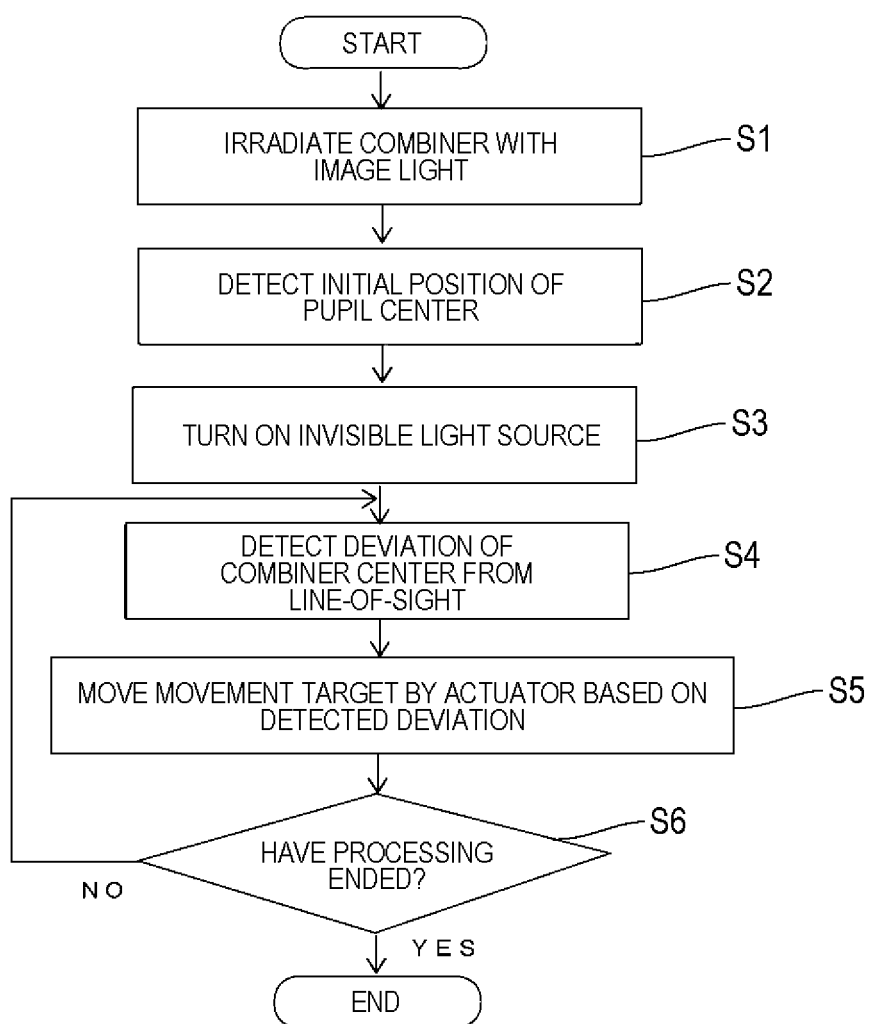 START
IRRADIATE COMBINER WITH
IMAGE LIGHT
S1
DETECT INITIAL POSITION OF
PUPIL CENTER
S2
TURN ON INVISIBLE LIGHT SOURCE
S3
DETECT DEVIATION OF
COMBINER CENTER FROM
LINE-OF-SIGHT
S4
MOVE MOVEMENT TARGET BY ACTUATOR BASED ON
DETECTED DEVIATION
S5
HAVE PROCESSING
ENDED?
S6
NO
YES
END